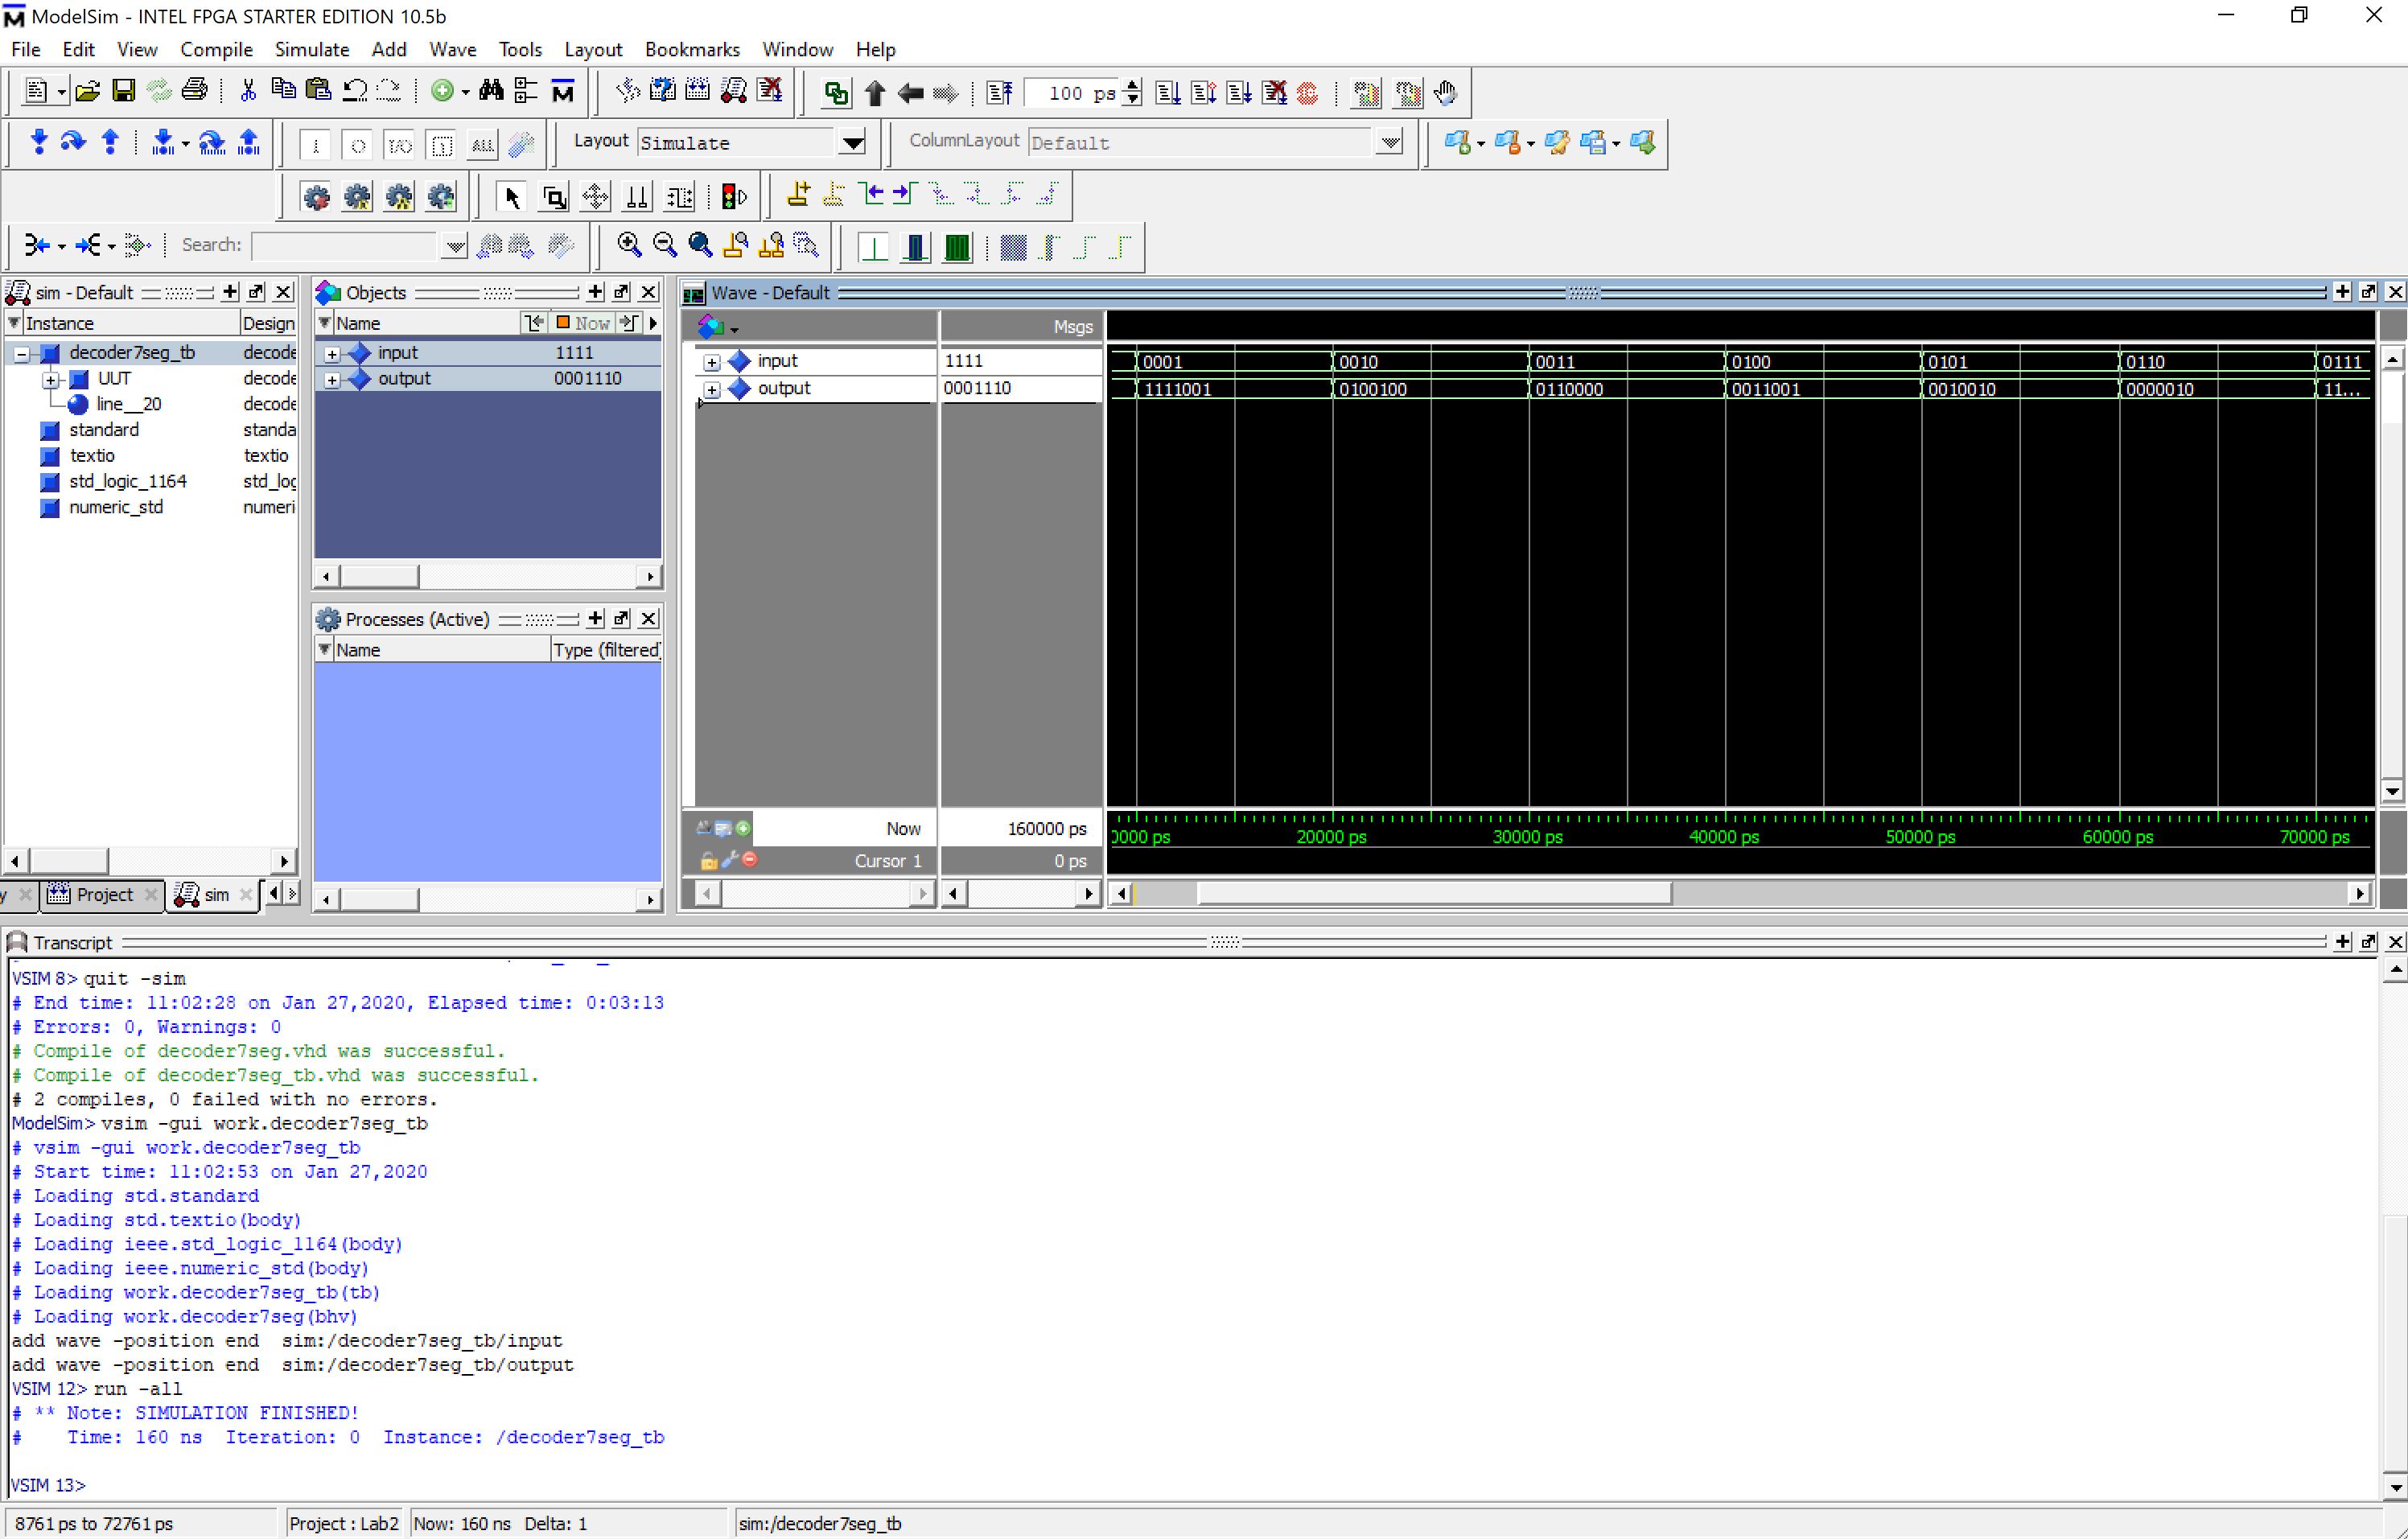 ModelSim - INTEL FPGA STARTER EDITION 10.5b
File Edit View Compile Simulate Add Wave Tools Layout Bookmarks Window Help
100 ps
I/O ALL Layout Simulate ColumnLayout Default
Search:
sim - Default
Instance Design
decoder7seg_tb decode
UUT decode
line__20 decode
standard standa
textio textio
std_logic_1164 std_log
numeric_std numeri
Project sim
Objects
Name Now
input 1111
output 0001110
Processes (Active)
Name Type (filtered)
Wave - Default
Msgs
input 1111 0001 0010 0011 0100 0101 0110 0111
output 0001110 1111001 0100100 0110000 0011001 0010010 0000010 11...
Now 160000 ps 0000 ps 20000 ps 30000 ps 40000 ps 50000 ps 60000 ps 70000 ps
Cursor 1 0 ps
Transcript
VSIM 8> quit -sim
# End time: 11:02:28 on Jan 27,2020, Elapsed time: 0:03:13
# Errors: 0, Warnings: 0
# Compile of decoder7seg.vhd was successful.
# Compile of decoder7seg_tb.vhd was successful.
# 2 compiles, 0 failed with no errors.
ModelSim> vsim -gui work.decoder7seg_tb
# vsim -gui work.decoder7seg_tb
# Start time: 11:02:53 on Jan 27,2020
# Loading std.standard
# Loading std.textio(body)
# Loading ieee.std_logic_1164(body)
# Loading ieee.numeric_std(body)
# Loading work.decoder7seg_tb(tb)
# Loading work.decoder7seg(bhv)
add wave -position end  sim:/decoder7seg_tb/input
add wave -position end  sim:/decoder7seg_tb/output
VSIM 12> run -all
# ** Note: SIMULATION FINISHED!
#    Time: 160 ns  Iteration: 0  Instance: /decoder7seg_tb
VSIM 13>
8761 ps to 72761 ps Project : Lab2 Now: 160 ns Delta: 1 sim:/decoder7seg_tb